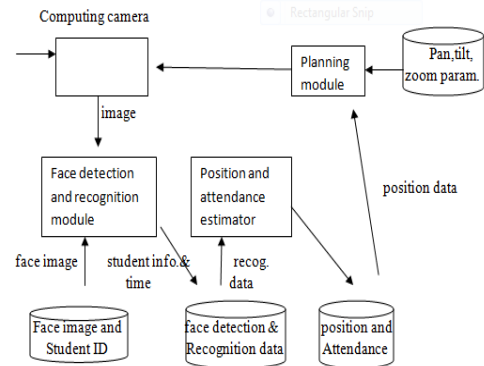 Rectangular Snip
Computing camera
Planning
module
Pan,tilt,
zoom param.
image
Face detection
and recognition
module
Position and
attendance
estimator
position data
face image
student info.&
time
recog.
data
Face image and
Student ID
face detection &
Recognition data
position and
Attendance